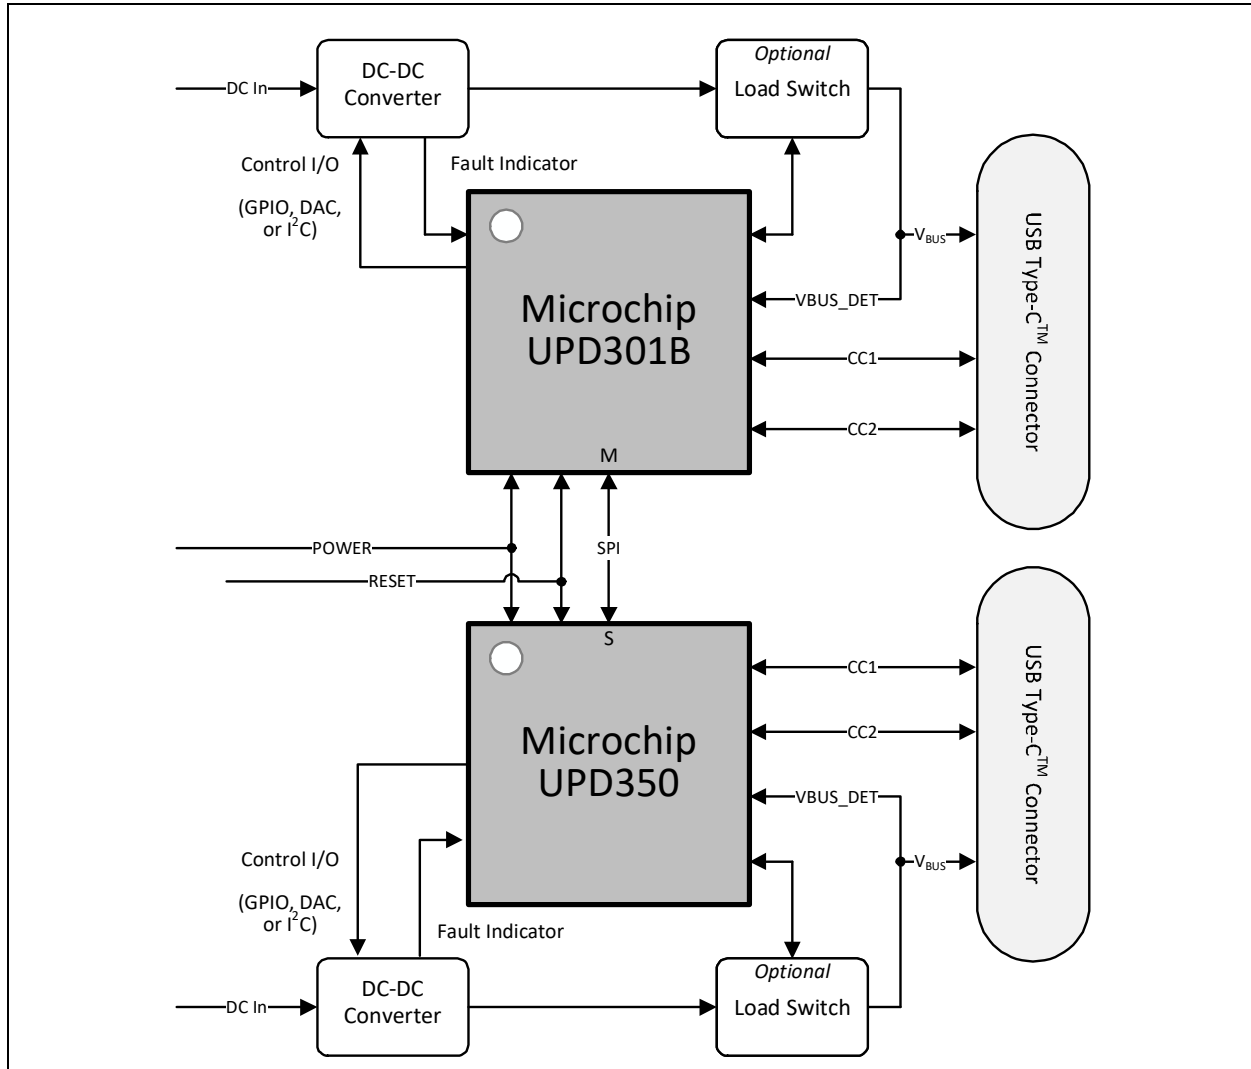 DC In
DC-DC
Converter
Optional
Load Switch
Control I/O
(GPIO, DAC,
or I²C)
Fault Indicator
Microchip
UPD301B
M
VBUS
VBUS_DET
CC1
CC2
USB Type-C™ Connector
POWER
RESET
SPI
S
Microchip
UPD350
CC1
CC2
VBUS_DET
VBUS
USB Type-C™ Connector
Control I/O
(GPIO, DAC,
or I²C)
Fault Indicator
DC In
DC-DC
Converter
Optional
Load Switch